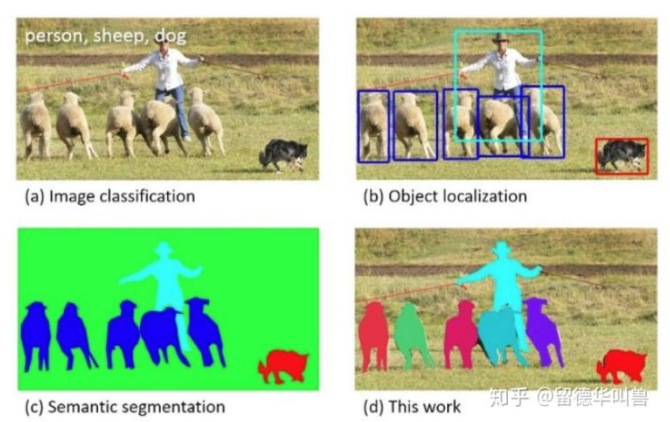 person, sheep, dog
(a) Image classification
(b) Object localization
(c) Semantic segmentation
(d) This work
知乎 @留德华叫兽